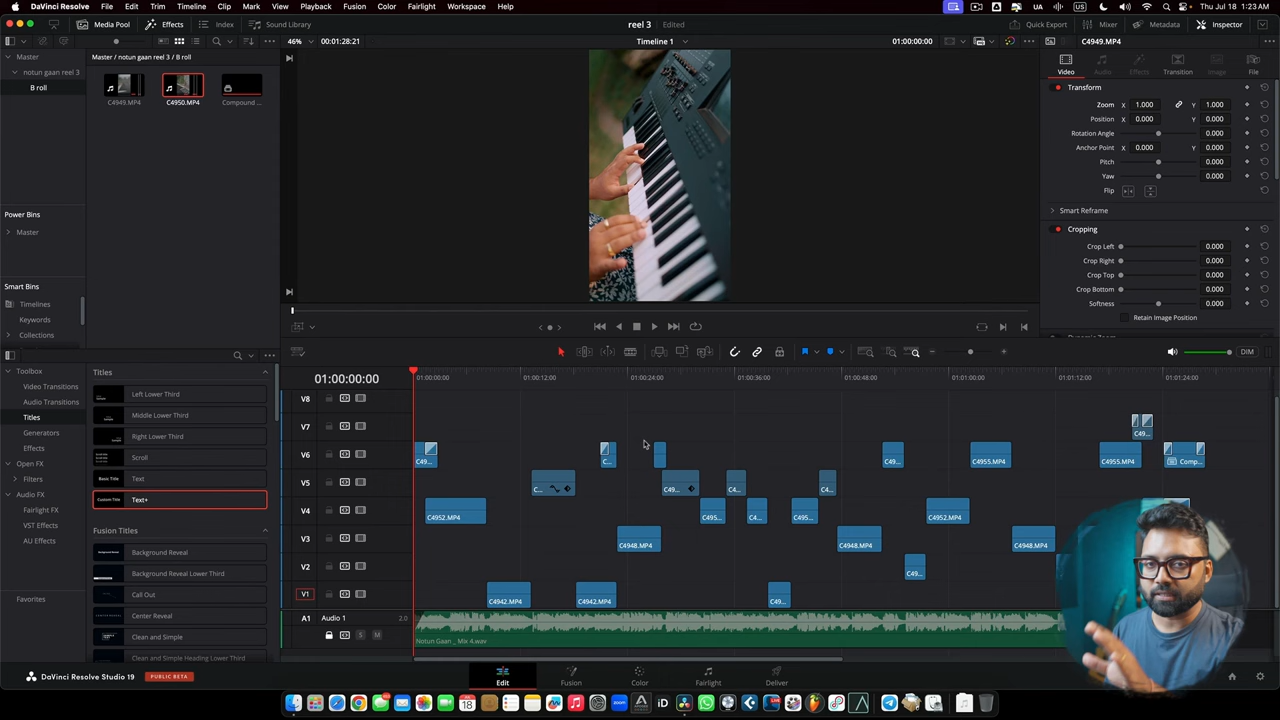 DaVinci Resolve File Edit Trim Timeline Clip Mark View Playback Fusion Color Fairlight Workspace Help UA US Thu Jul 18 1:23 AM
Media Pool Effects Index Sound Library reel 3 Edited Quick Export Mixer Metadata Inspector
46% 00:01:28:21 Timeline 1 01:00:00:00 C4949.MP4
Master
notun gaan reel 3
B roll
Master / notun gaan reel 3 / B roll
C4949.MP4 C4950.MP4 Compound ...
Power Bins
Master
Smart Bins
Timelines
Keywords
Collections
Video Audio Effects Transition Image File
Transform
Zoom X 1.000 Y 1.000
Position X 0.000 Y 0.000
Rotation Angle 0.000
Anchor Point X 0.000 Y 0.000
Pitch 0.000
Yaw 0.000
Flip
Smart Reframe
Cropping
Crop Left 0.000
Crop Right 0.000
Crop Top 0.000
Crop Bottom 0.000
Softness 0.000
Retain Image Position
Toolbox
Video Transitions
Audio Transitions
Titles
Generators
Effects
Open FX
Filters
Audio FX
Fairlight FX
VST Effects
AU Effects
Favorites
Titles
Left Lower Third
Middle Lower Third
Right Lower Third
Scroll
Basic Title Text
Custom Title Text+
Fusion Titles
Background Reveal
Background Reveal Lower Third
Call Out
Center Reveal
Clean and Simple
Clean and Simple Heading Lower Third
DIM
01:00:00:00 01:00:00:00 01:00:12:00 01:00:24:00 01:00:36:00 01:00:48:00 01:01:00:00 01:01:12:00 01:01:24:00
V8
V7 C49...
V6 C49... C... C49... C4955.MP4 C4955.MP4 Comp...
V5 C... C49... C4... C4...
V4 C4952.MP4 C495... C4... C495... C4952.MP4
V3 C4948.MP4 C4948.MP4 C4948.MP4
V2 C49...
V1 C4942.MP4 C4942.MP4 C49...
A1 Audio 1 2.0
S M
Notun Gaan _ Mix 4.wav
DaVinci Resolve Studio 19 PUBLIC BETA
Edit Fusion Color Fairlight Deliver